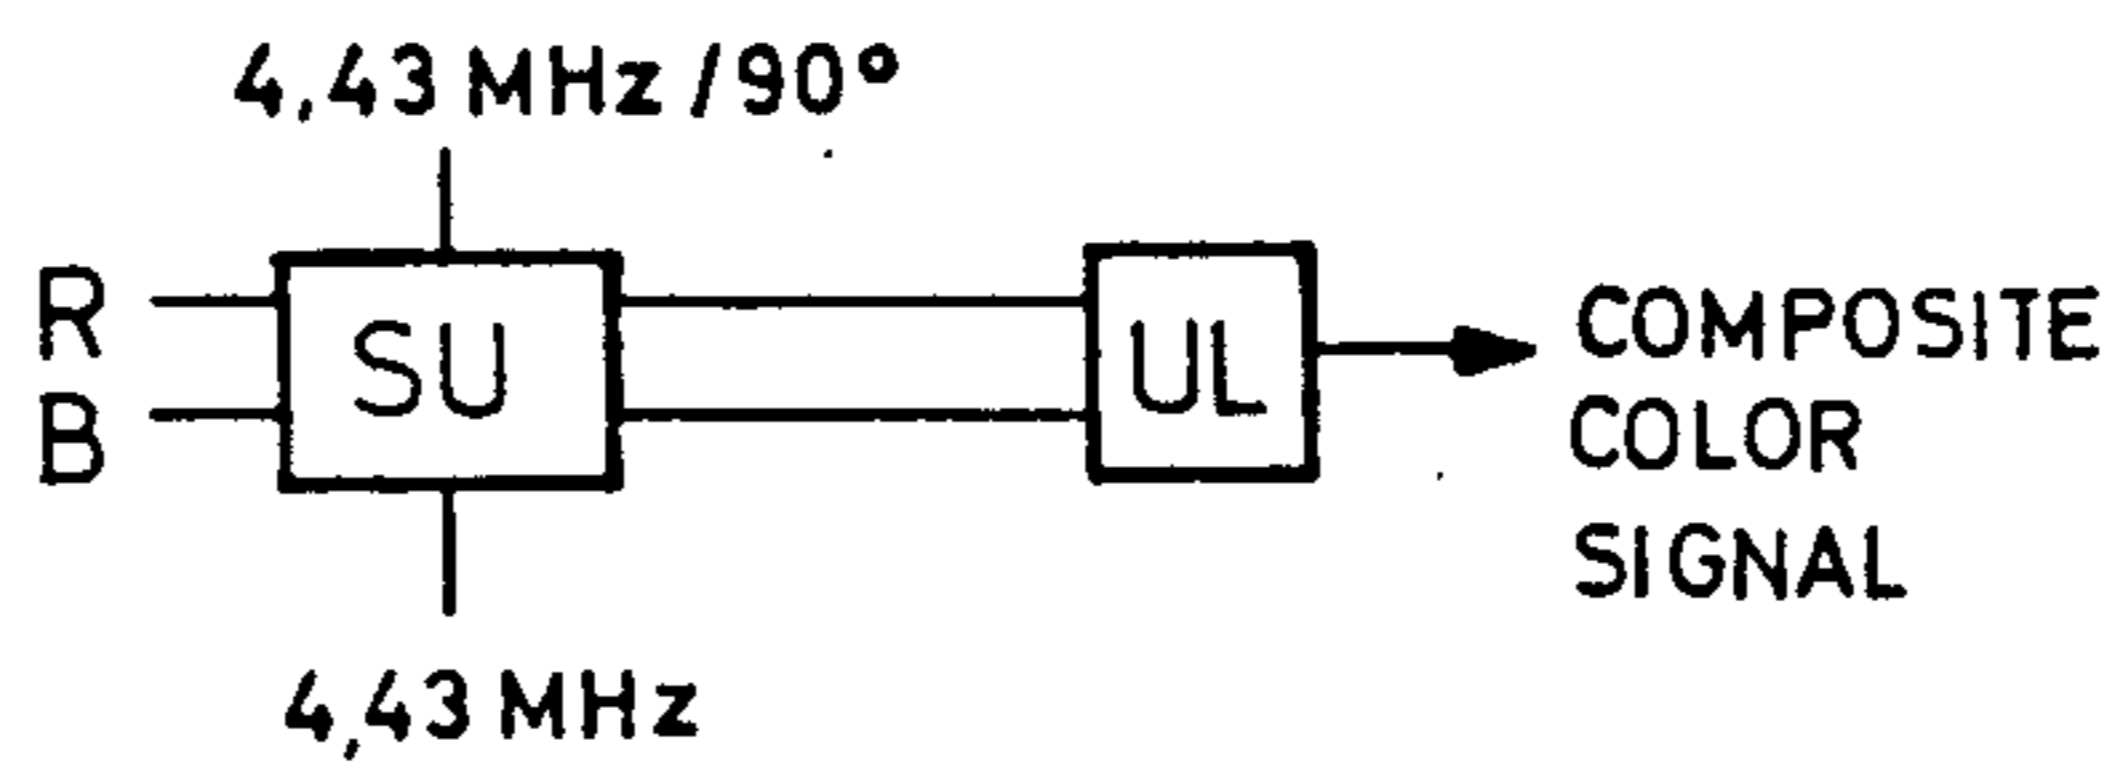 4,43 MHz /90°
R
SU
UL
COMPOSITE
B
COLOR
SIGNAL
4,43 MHz